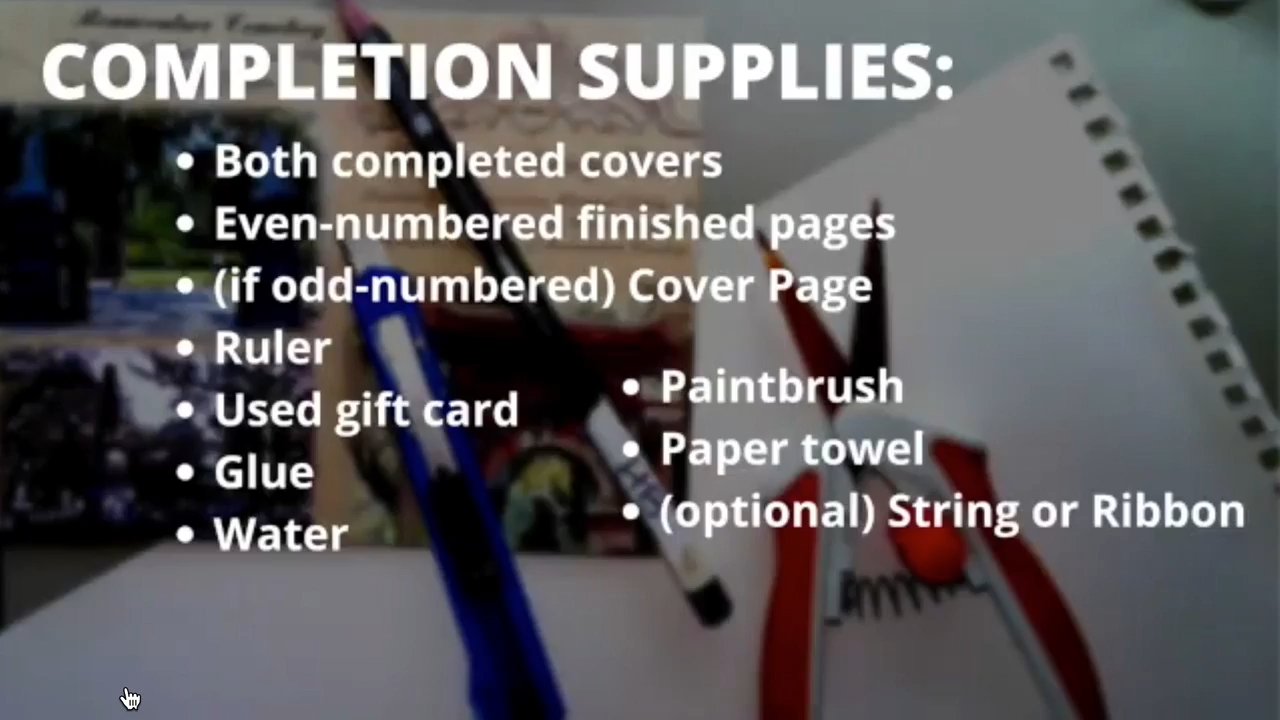 COMPLETION SUPPLIES:
• Both completed covers
• Even-numbered finished pages
• (if odd-numbered) Cover Page
• Ruler
• Used gift card
• Glue
• Water
• Paintbrush
• Paper towel
• (optional) String or Ribbon